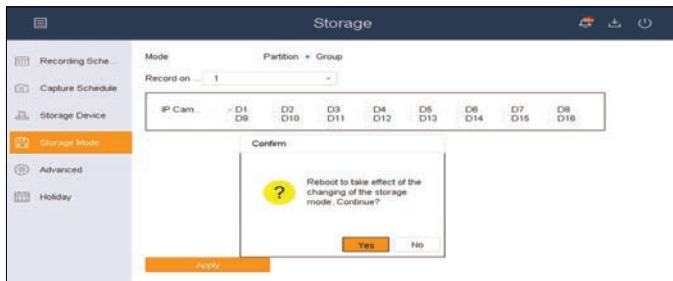 Storage
Recording Sche...
Capture Schedule
Storage Device
Storage Mode
Advanced
Holiday
Mode Partition Group
Record on ... 1
IP Cam... D1 D2 D3 D4 D5 D6 D7 D8
D9 D10 D11 D12 D13 D14 D15 D16
Confirm
?
Reboot to take effect of the
changing of the storage
mode. Continue?
Yes No
Apply